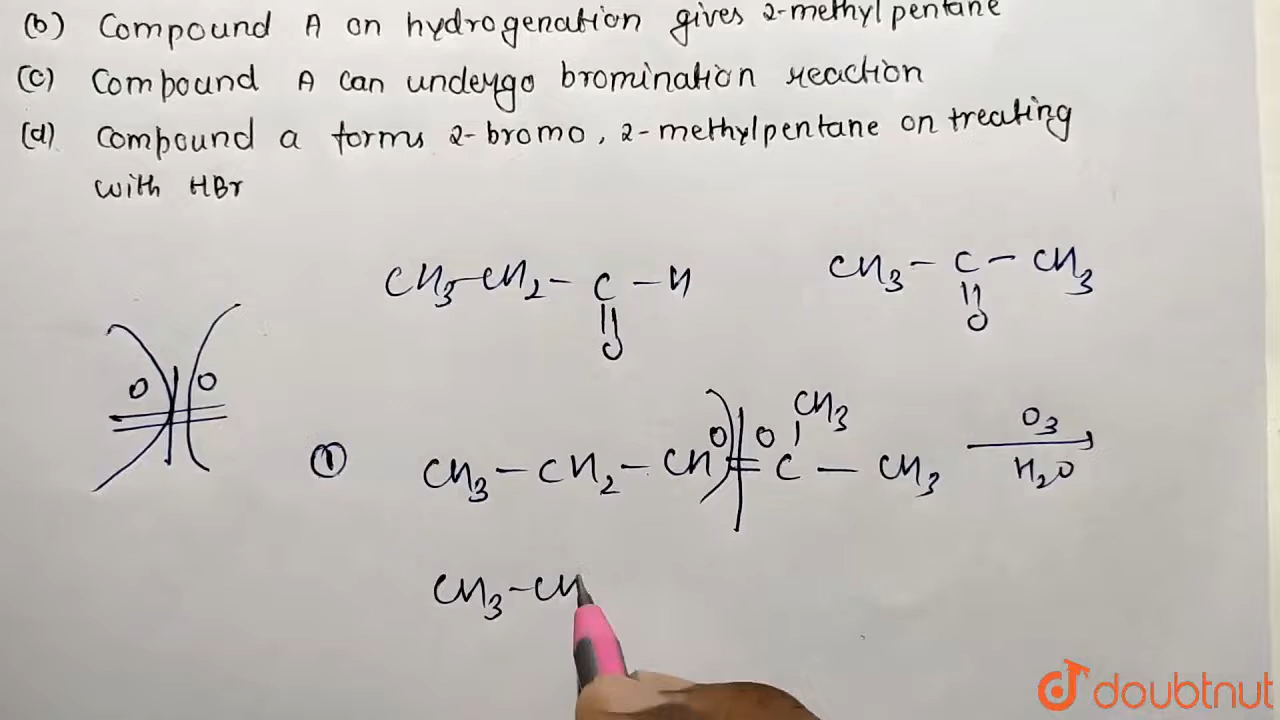 (b) Compound A on hydrogenation gives 2-methylpentane
(c) Compound A can undergo bromination reaction
(d) Compound a forms 2-bromo, 2-methylpentane on treating
with HBr
CH3-CH2-C-H
||
O
CH3-C-CH3
||
O
O O
① CH3-CH2-CH O = O C-CH3
CH3
O3
H2O
CH3-CH
doubtnut